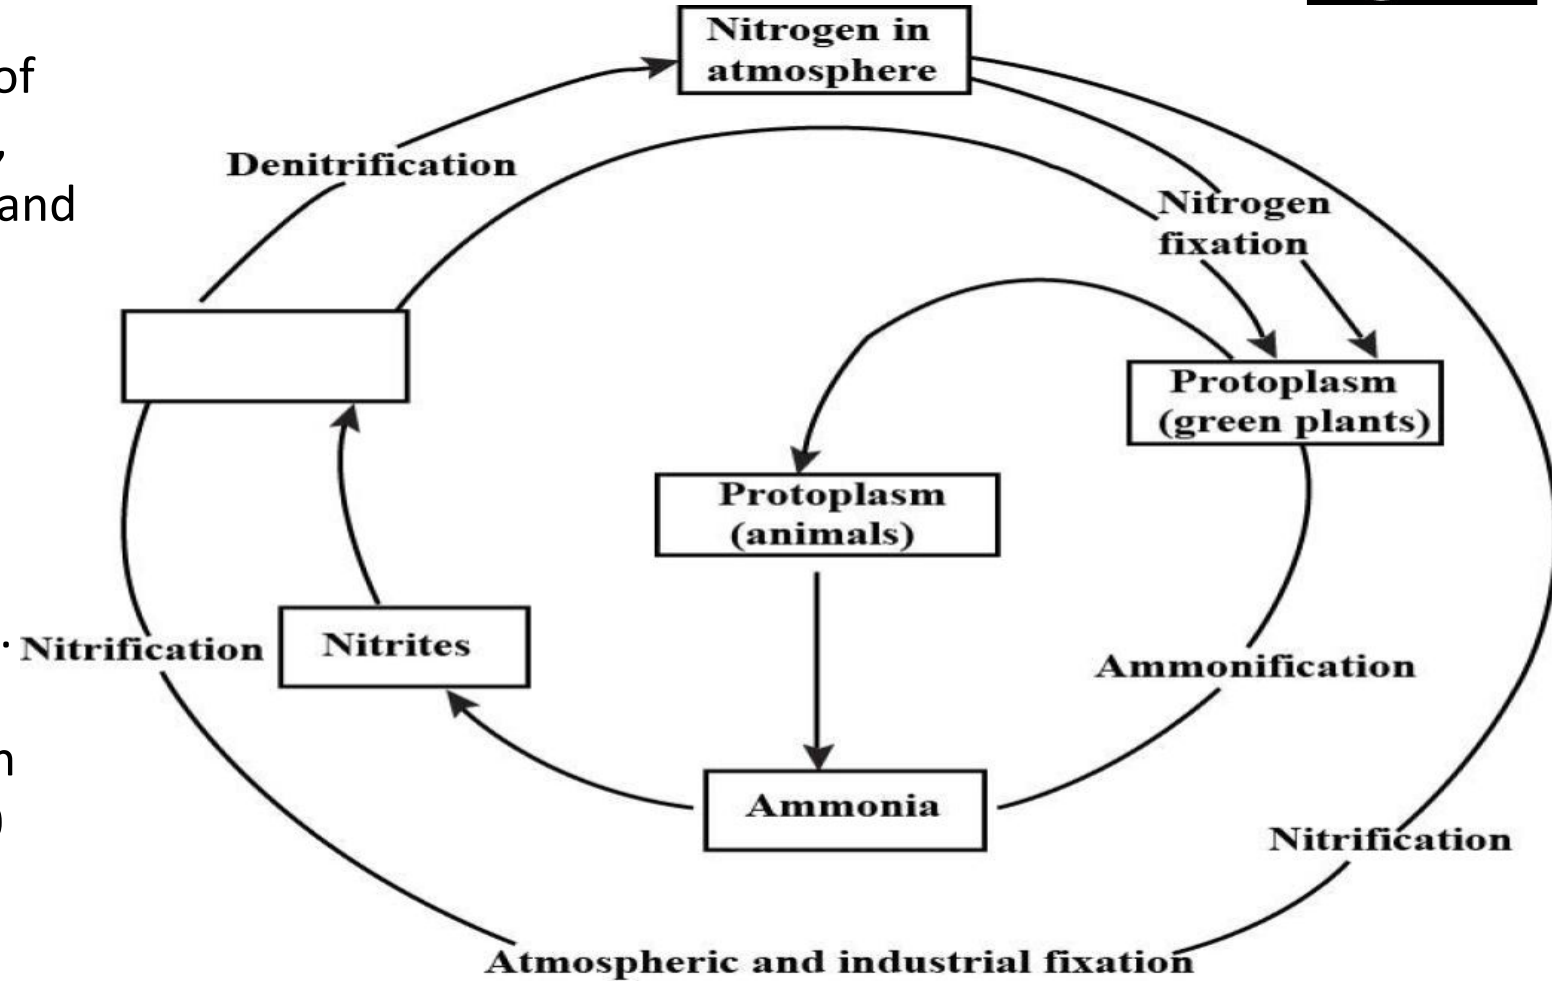 Nitrogen in
atmosphere
of
,
and
Denitrification
Nitrogen
fixation
Protoplasm
(green plants)
Protoplasm
(animals)
.
Nitrification
Nitrites
Ammonification
m
)
Ammonia
Nitrification
Atmospheric and industrial fixation